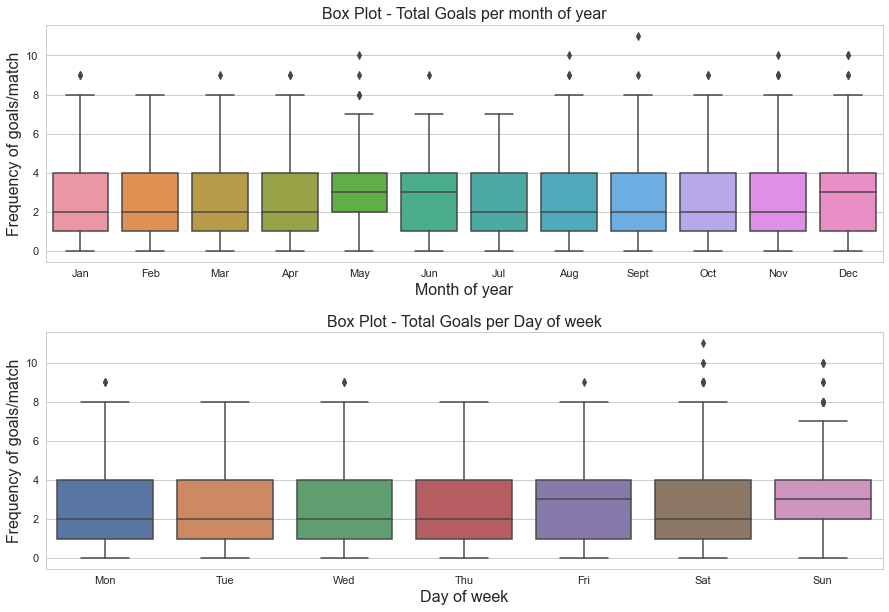 Box Plot - Total Goals per month of year
Frequency of goals/match
10
8
6
4
2
0
Jan Feb Mar Apr May Jun Jul Aug Sept Oct Nov Dec
Month of year
Box Plot - Total Goals per Day of week
Frequency of goals/match
10
8
6
4
2
0
Mon Tue Wed Thu Fri Sat Sun
Day of week